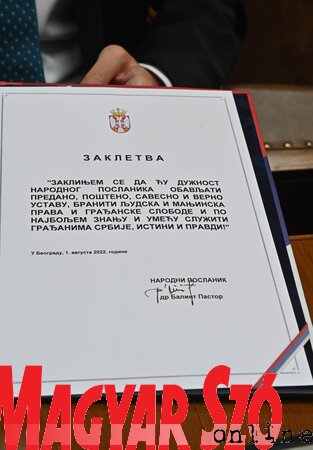 ЗАКЛЕТВА
"ЗАКЛИЊЕМ СЕ ДА ЋУ ДУЖНОСТ
НАРОДНОГ ПОСЛАНИКА ОБАВЉАТИ
ПРЕДАНО, ПОШТЕНО, САВЕСНО И ВЕРНО
УСТАВУ, БРАНИТИ ЉУДСКА И МАЊИНСКА
ПРАВА И ГРАЂАНСКЕ СЛОБОДЕ И ПО
НАЈБОЉЕМ ЗНАЊУ И УМЕЋУ СЛУЖИТИ
ГРАЂАНИМА СРБИЈЕ, ИСТИНИ И ПРАВДИ!"
У Београду, 1. августа 2022. године
НАРОДНИ ПОСЛАНИК
др Балинт Пастор
MAGYAR SZÓ
online